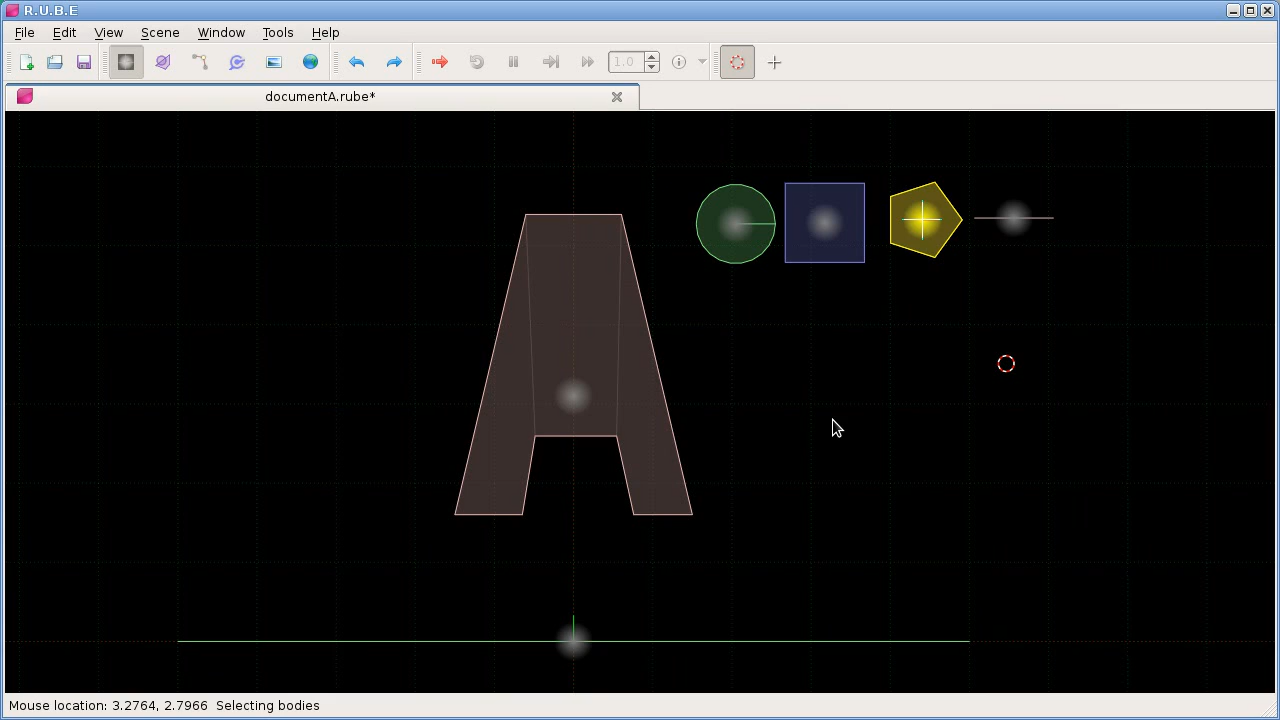 R.U.B.E
File Edit View Scene Window Tools Help
1.0
documentA.rube*
Mouse location: 3.2764, 2.7966 Selecting bodies